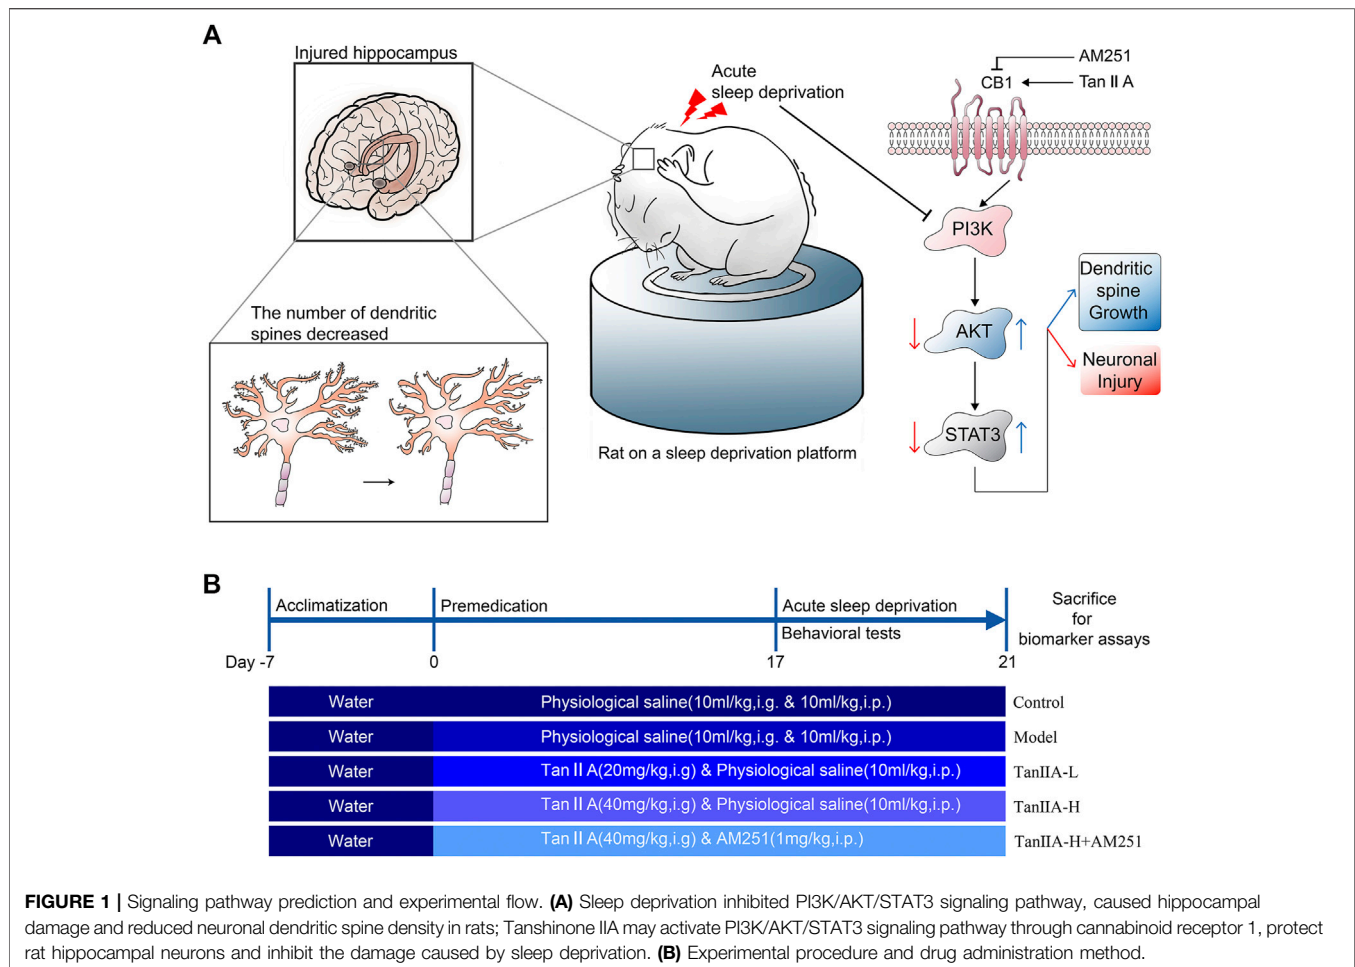 A
Injured hippocampus
The number of dendritic
spines decreased
Acute
sleep deprivation
Rat on a sleep deprivation platform
AM251
CB1
Tan II A
PI3K
AKT
STAT3
Dendritic
spine
Growth
Neuronal
Injury
B
Acclimatization
Premedication
Acute sleep deprivation
Behavioral tests
Sacrifice
for
biomarker assays
Day -7
0
17
21
Water
Physiological saline(10ml/kg,i.g. & 10ml/kg,i.p.)
Control
Water
Physiological saline(10ml/kg,i.g. & 10ml/kg,i.p.)
Model
Water
Tan II A(20mg/kg,i.g) & Physiological saline(10ml/kg,i.p.)
TanIIA-L
Water
Tan II A(40mg/kg,i.g) & Physiological saline(10ml/kg,i.p.)
TanIIA-H
Water
Tan II A(40mg/kg,i.g) & AM251(1mg/kg,i.p.)
TanIIA-H+AM251
FIGURE 1 | Signaling pathway prediction and experimental flow. (A) Sleep deprivation inhibited PI3K/AKT/STAT3 signaling pathway, caused hippocampal
damage and reduced neuronal dendritic spine density in rats; Tanshinone IIA may activate PI3K/AKT/STAT3 signaling pathway through cannabinoid receptor 1, protect
rat hippocampal neurons and inhibit the damage caused by sleep deprivation. (B) Experimental procedure and drug administration method.